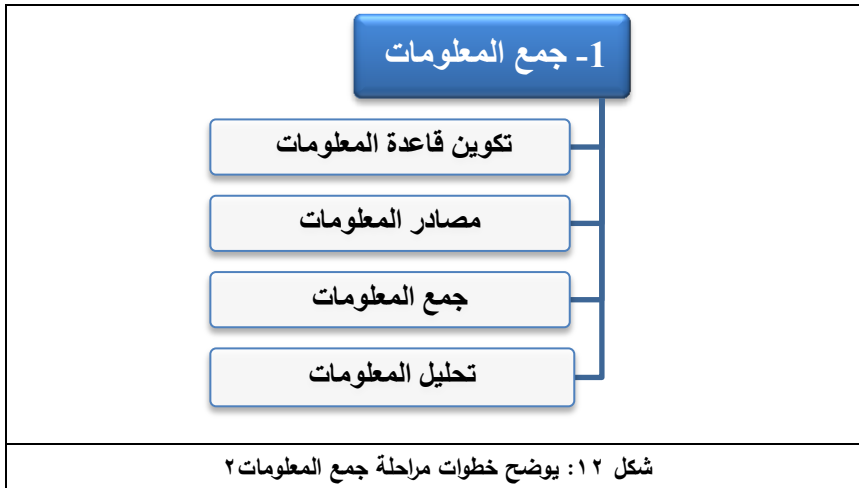 1- جمع المعلومات
تكوين قاعدة المعلومات
مصادر المعلومات
جمع المعلومات
تحليل المعلومات
شكل ١٢: يوضح خطوات مراحلة جمع المعلومات٢